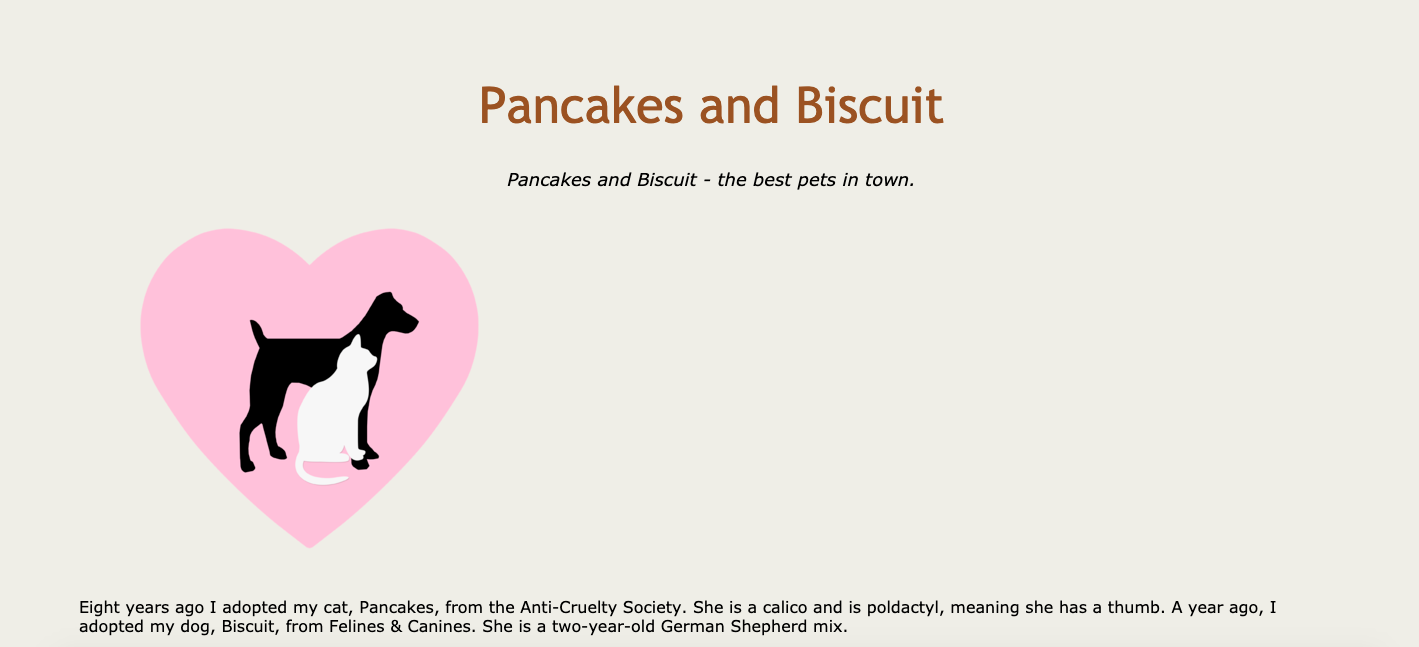 Pancakes and Biscuit
Pancakes and Biscuit - the best pets in town.
Eight years ago I adopted my cat, Pancakes, from the Anti-Cruelty Society. She is a calico and is poldactyl, meaning she has a thumb. A year ago, I
adopted my dog, Biscuit, from Felines & Canines. She is a two-year-old German Shepherd mix.